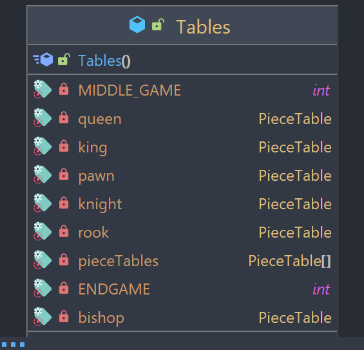 Tables
Tables()
MIDDLE_GAME int
queen PieceTable
king PieceTable
pawn PieceTable
knight PieceTable
rook PieceTable
pieceTables PieceTable[]
ENDGAME int
bishop PieceTable